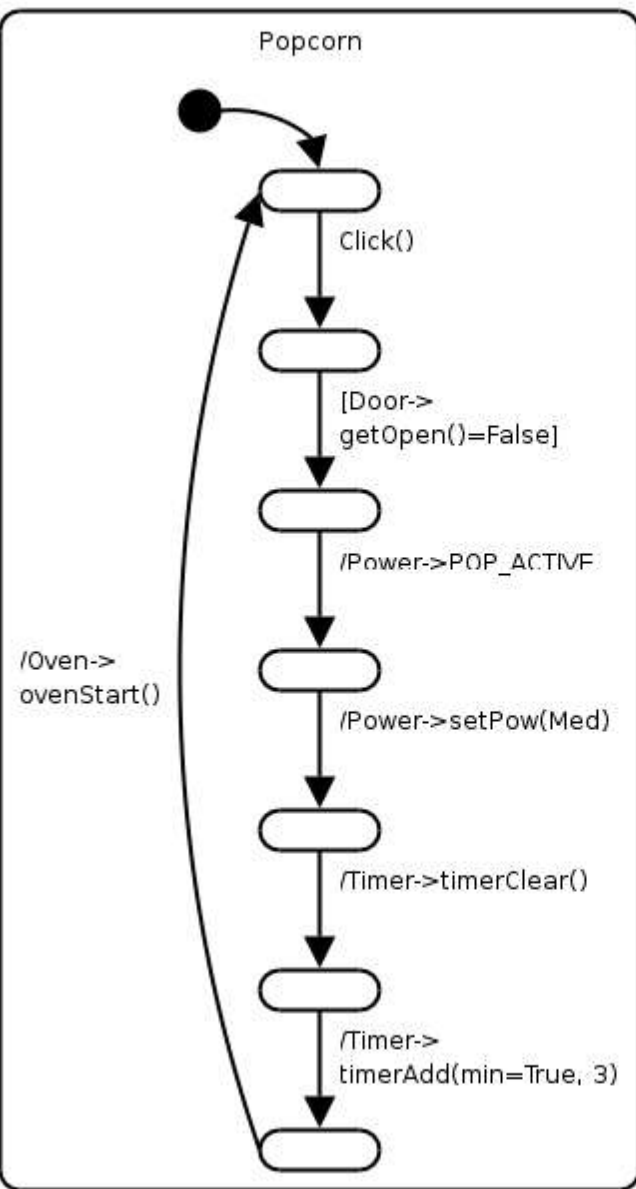 Popcorn
Click()
[Door->
getOpen()=False]
/Power->POP_ACTIVE
/Oven->
ovenStart()
/Power->setPow(Med)
/Timer->timerClear()
/Timer->
timerAdd(min=True, 3)